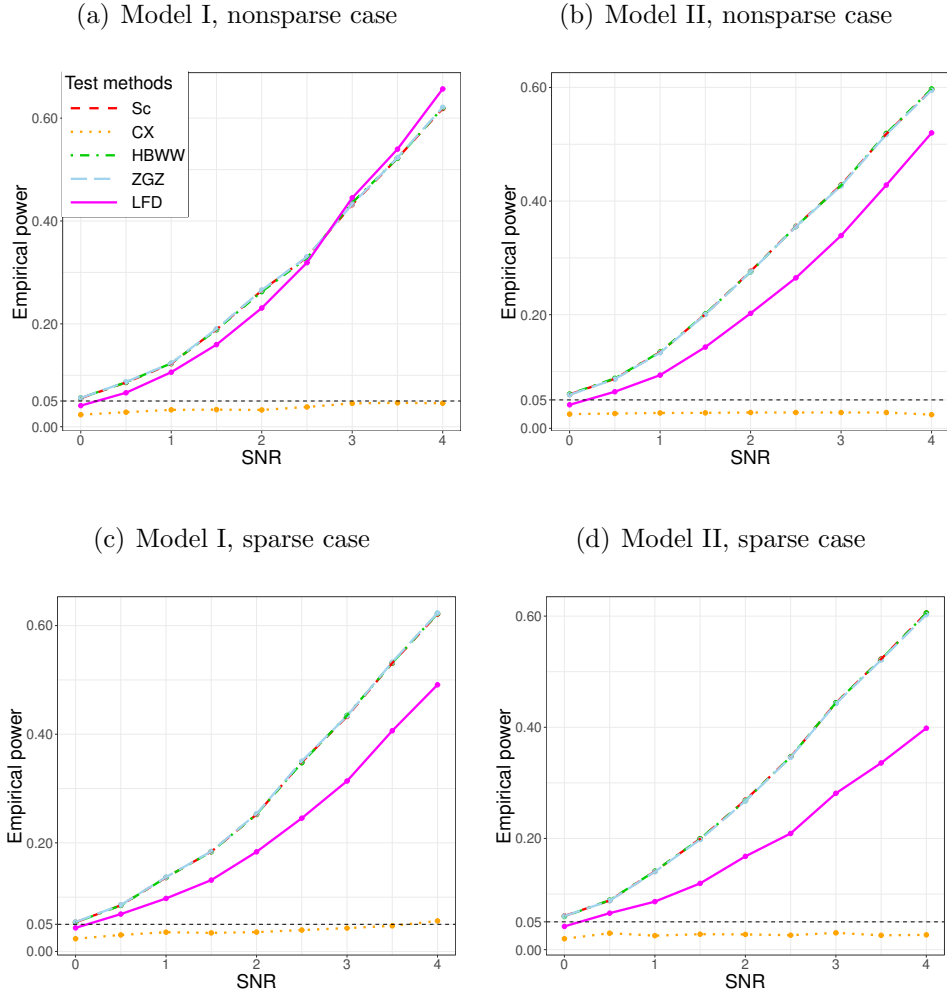 (a) Model I, nonsparse case
(b) Model II, nonsparse case
Test methods
Sc
CX
HBWW
ZGZ
LFD
Empirical power
0.60
0.40
0.20
0.05
0.00
0 1 2 3 4
SNR
Empirical power
0.60
0.40
0.20
0.05
0.00
0 1 2 3 4
SNR
(c) Model I, sparse case
(d) Model II, sparse case
Empirical power
0.60
0.40
0.20
0.05
0.00
0 1 2 3 4
SNR
Empirical power
0.60
0.40
0.20
0.05
0.00
0 1 2 3 4
SNR